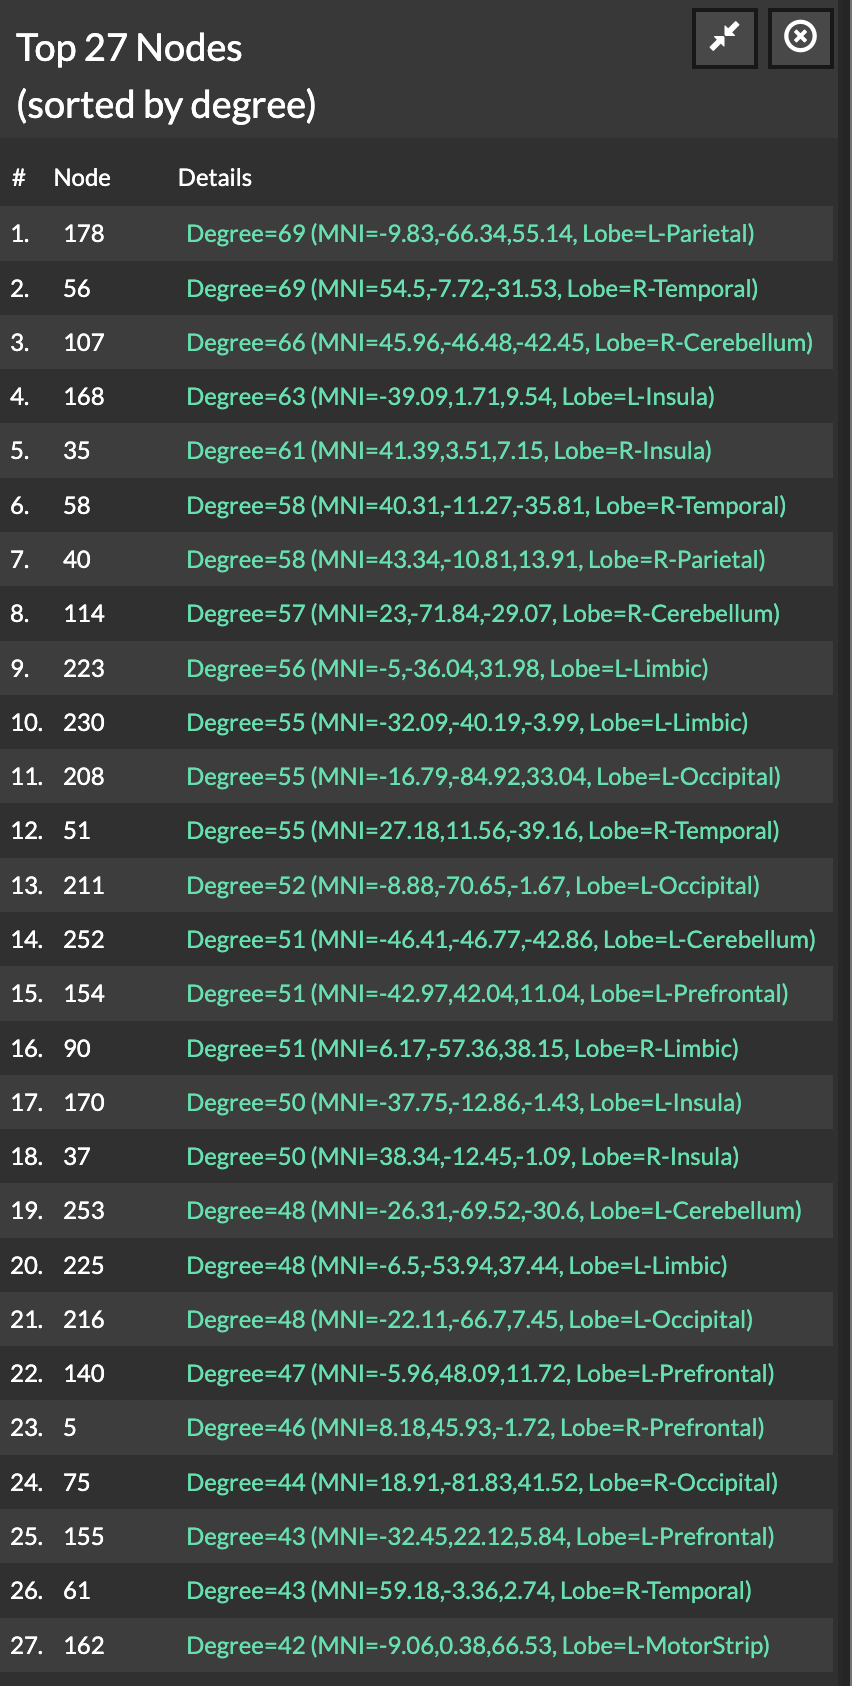 Top 27 Nodes
(sorted by degree)
# Node Details
1. 178 Degree=69 (MNI=-9.83,-66.34,55.14, Lobe=L-Parietal)
2. 56 Degree=69 (MNI=54.5,-7.72,-31.53, Lobe=R-Temporal)
3. 107 Degree=66 (MNI=45.96,-46.48,-42.45, Lobe=R-Cerebellum)
4. 168 Degree=63 (MNI=-39.09,1.71,9.54, Lobe=L-Insula)
5. 35 Degree=61 (MNI=41.39,3.51,7.15, Lobe=R-Insula)
6. 58 Degree=58 (MNI=40.31,-11.27,-35.81, Lobe=R-Temporal)
7. 40 Degree=58 (MNI=43.34,-10.81,13.91, Lobe=R-Parietal)
8. 114 Degree=57 (MNI=23,-71.84,-29.07, Lobe=R-Cerebellum)
9. 223 Degree=56 (MNI=-5,-36.04,31.98, Lobe=L-Limbic)
10. 230 Degree=55 (MNI=-32.09,-40.19,-3.99, Lobe=L-Limbic)
11. 208 Degree=55 (MNI=-16.79,-84.92,33.04, Lobe=L-Occipital)
12. 51 Degree=55 (MNI=27.18,11.56,-39.16, Lobe=R-Temporal)
13. 211 Degree=52 (MNI=-8.88,-70.65,-1.67, Lobe=L-Occipital)
14. 252 Degree=51 (MNI=-46.41,-46.77,-42.86, Lobe=L-Cerebellum)
15. 154 Degree=51 (MNI=-42.97,42.04,11.04, Lobe=L-Prefrontal)
16. 90 Degree=51 (MNI=6.17,-57.36,38.15, Lobe=R-Limbic)
17. 170 Degree=50 (MNI=-37.75,-12.86,-1.43, Lobe=L-Insula)
18. 37 Degree=50 (MNI=38.34,-12.45,-1.09, Lobe=R-Insula)
19. 253 Degree=48 (MNI=-26.31,-69.52,-30.6, Lobe=L-Cerebellum)
20. 225 Degree=48 (MNI=-6.5,-53.94,37.44, Lobe=L-Limbic)
21. 216 Degree=48 (MNI=-22.11,-66.7,7.45, Lobe=L-Occipital)
22. 140 Degree=47 (MNI=-5.96,48.09,11.72, Lobe=L-Prefrontal)
23. 5 Degree=46 (MNI=8.18,45.93,-1.72, Lobe=R-Prefrontal)
24. 75 Degree=44 (MNI=18.91,-81.83,41.52, Lobe=R-Occipital)
25. 155 Degree=43 (MNI=-32.45,22.12,5.84, Lobe=L-Prefrontal)
26. 61 Degree=43 (MNI=59.18,-3.36,2.74, Lobe=R-Temporal)
27. 162 Degree=42 (MNI=-9.06,0.38,66.53, Lobe=L-MotorStrip)